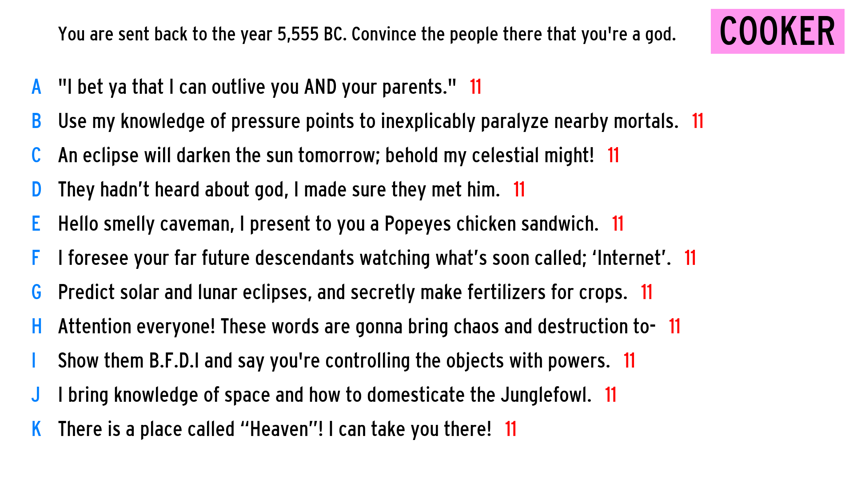 You are sent back to the year 5,555 BC. Convince the people there that you're a god.
COOKER
A "I bet ya that I can outlive you AND your parents." 11
B Use my knowledge of pressure points to inexplicably paralyze nearby mortals. 11
C An eclipse will darken the sun tomorrow; behold my celestial might! 11
D They hadn’t heard about god, I made sure they met him. 11
E Hello smelly caveman, I present to you a Popeyes chicken sandwich. 11
F I foresee your far future descendants watching what’s soon called; ‘Internet’. 11
G Predict solar and lunar eclipses, and secretly make fertilizers for crops. 11
H Attention everyone! These words are gonna bring chaos and destruction to- 11
I Show them B.F.D.I and say you're controlling the objects with powers. 11
J I bring knowledge of space and how to domesticate the Junglefowl. 11
K There is a place called “Heaven”! I can take you there! 11